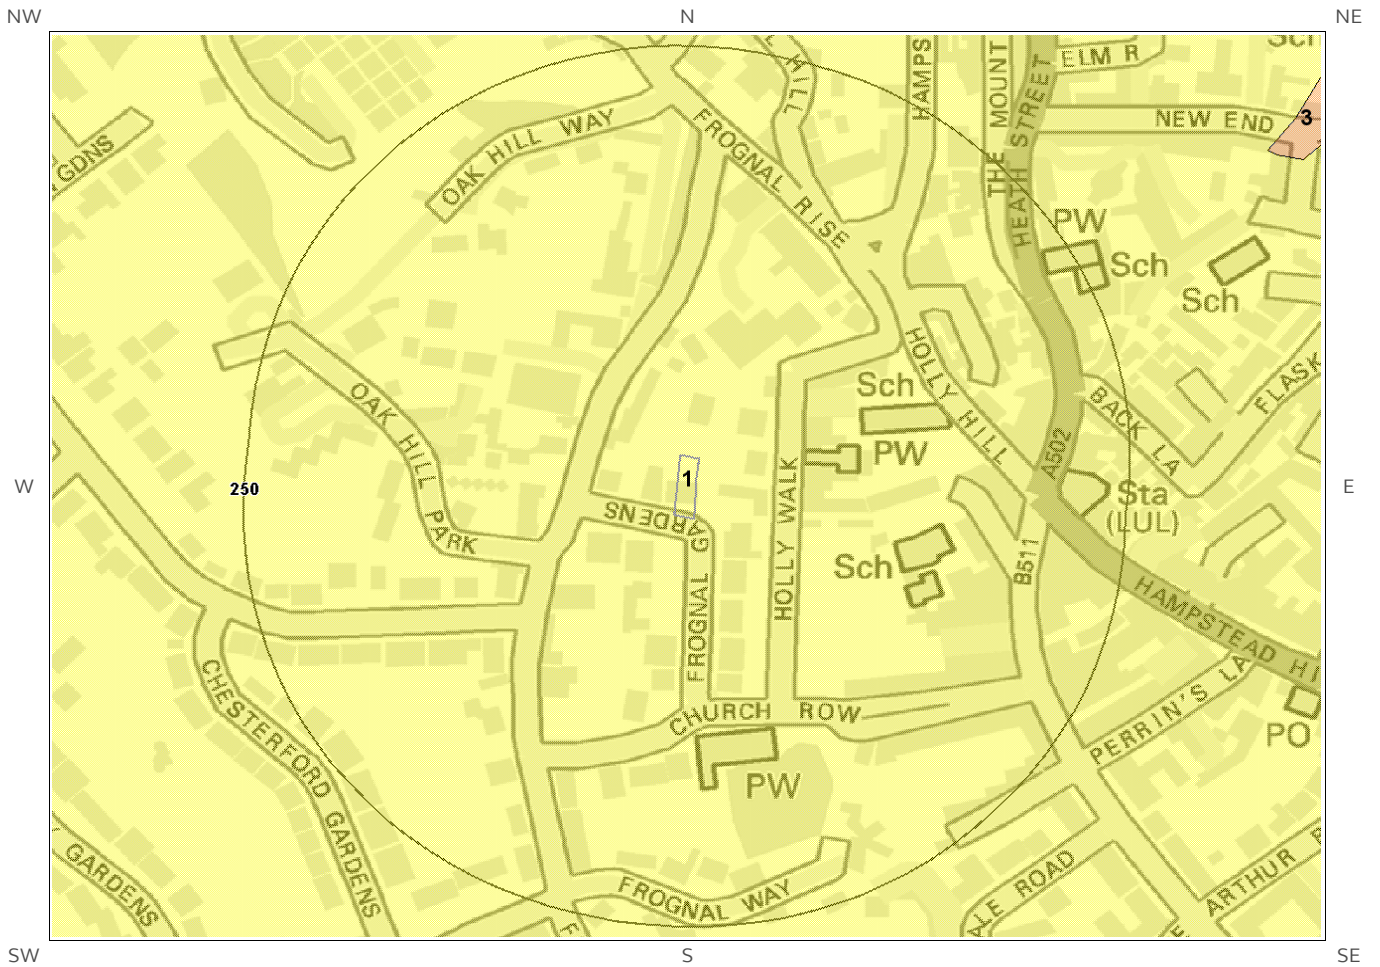 NW
N
NE
ELM R
HAMPS
THE MOUNT
HEATH STREET
NEW END
3
GDNS
OAK HILL WAY
FROGNAL RISE
HILL
PW
Sch
Sch
OAK HILL PARK
HOLLY HILL
Sch
PW
BACK LA
FLASK
A502
W
250
1
E
FROGNAL GARDENS
HOLLY WALK
Sta
(LUL)
Sch
B511
HAMPSTEAD HI
CHESTERFORD GARDENS
CHURCH ROW
PERRIN'S LA
PO
PW
GARDENS
FROGNAL WAY
ALE ROAD
ARTHUR
SW
S
SE